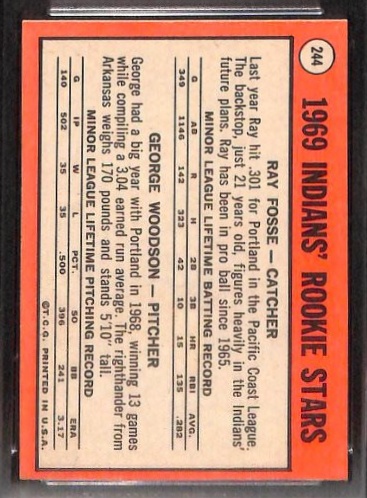 244
1969 INDIANS' ROOKIE STARS
RAY FOSSE — CATCHER
Last year Ray hit .301 for Portland in the Pacific Coast League.
The backstop, just 21 years old, figures heavily in the Indians'
future plans. Ray has been in pro ball since 1965.
MINOR LEAGUE LIFETIME BATTING RECORD
G AB R H 2B 3B HR RBI AVG.
349 1146 142 323 42 10 15 135 .282
GEORGE WOODSON — PITCHER
George had a big year with Portland in 1968, winning 13 games
while compiling a 3.04 earned run average. The righthander from
Arkansas weighs 170 pounds and stands 5'10" tall.
MINOR LEAGUE LIFETIME PITCHING RECORD
G IP W L PCT. SO BB ERA
140 502 35 35 .500 396 241 3.17
©T.C.G. PRINTED IN U.S.A.